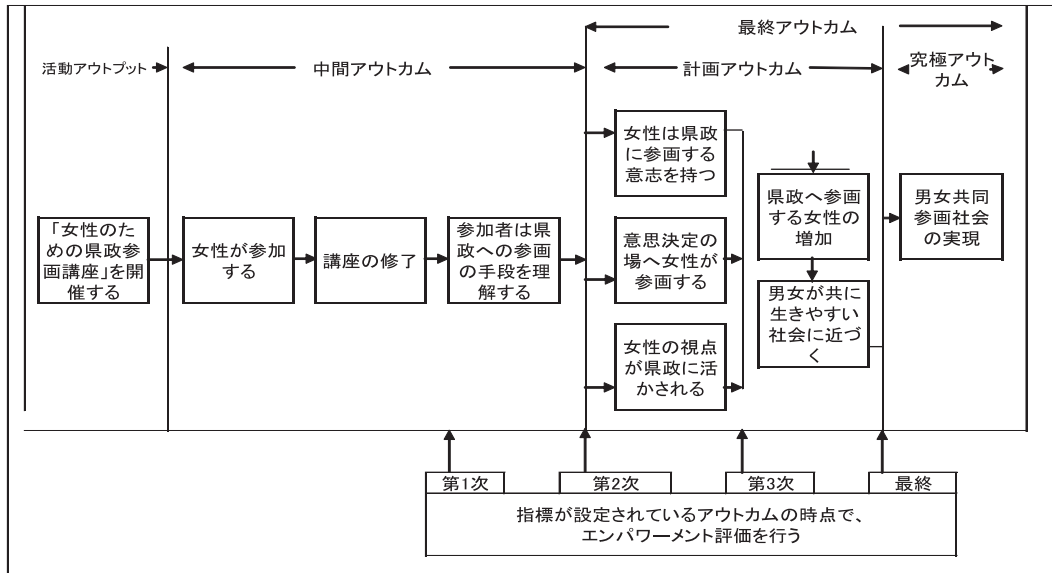 最終アウトカム
活動アウトプット
中間アウトカム
計画アウトカム
究極アウト
カム
「女性のた
めの県政参
画講座」を開
催する
女性が参加
する
講座の修了
参加者は県
政への参画
の手段を理
解する
女性は県政
に参画する
意志を持つ
意思決定の
場へ女性が
参画する
女性の視点
が県政に活
かされる
県政へ参画
する女性の
増加
男女が共に
生きやすい
社会に近づ
く
男女共同
参画社会
の実現
第1次
第2次
第3次
最終
指標が設定されているアウトカムの時点で、
エンパワーメント評価を行う